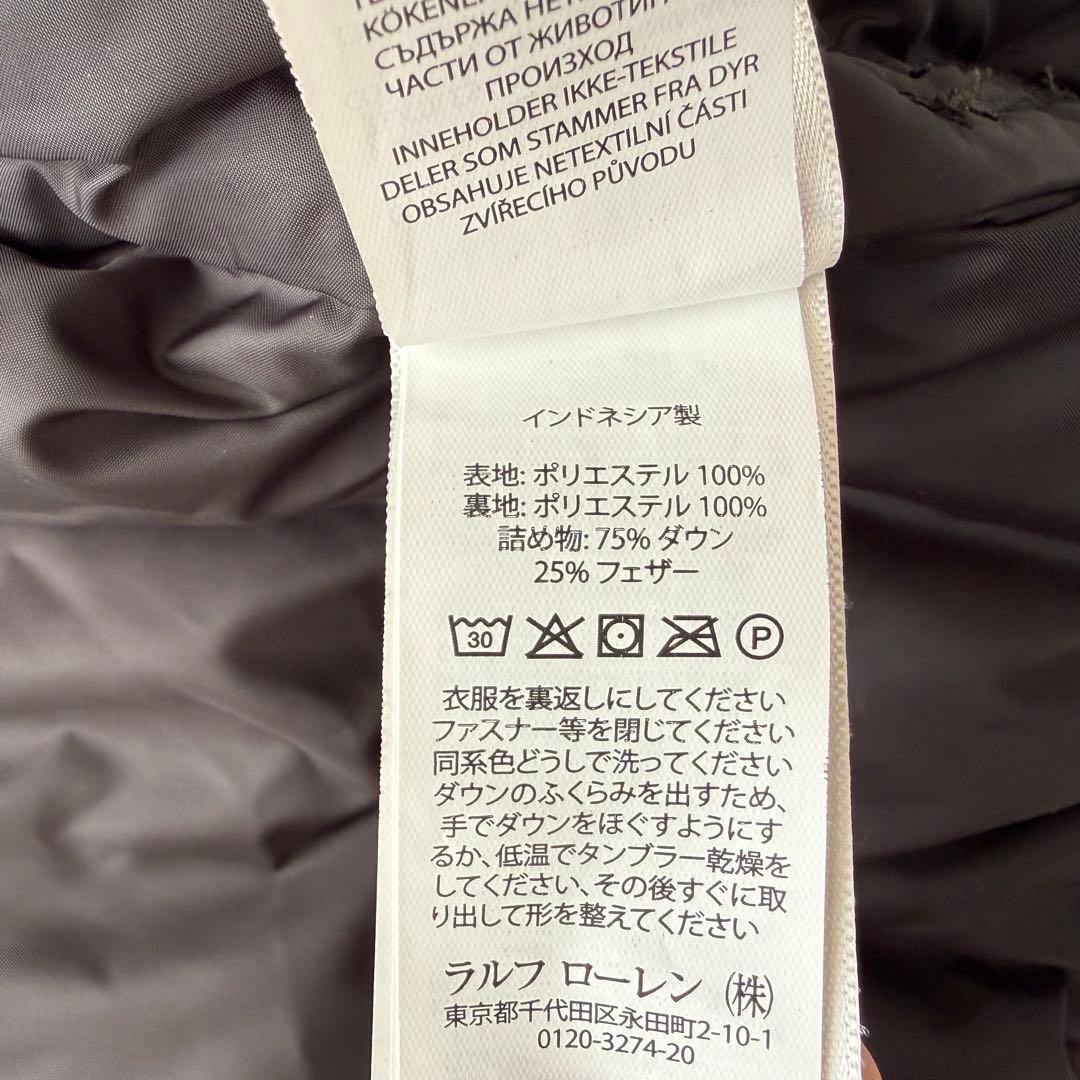 KÖKENLİ
СЪДЪРЖА НЕТ
ЧАСТИ ОТ ЖИВОТИН
ПРОИЗХОД
INNEHOLDER IKKE-TEKSTILE
DELER SOM STAMMER FRA DYR
OBSAHUJE NETEXTILNÍ ČÁSTI
ZVÍŘECÍHO PŮVODU
インドネシア製
表地: ポリエステル 100%
裏地: ポリエステル 100%
詰め物: 75% ダウン
25% フェザー
30 P
衣服を裏返しにしてください
ファスナー等を閉じてください
同系色どうしで洗ってください
ダウンのふくらみを出すため、
手でダウンをほぐすようにす
るか、低温でタンブラー乾燥を
してください、その後すぐに取
り出して形を整えてください
ラルフ ローレン (株)
東京都千代田区永田町2-10-1
0120-3274-20